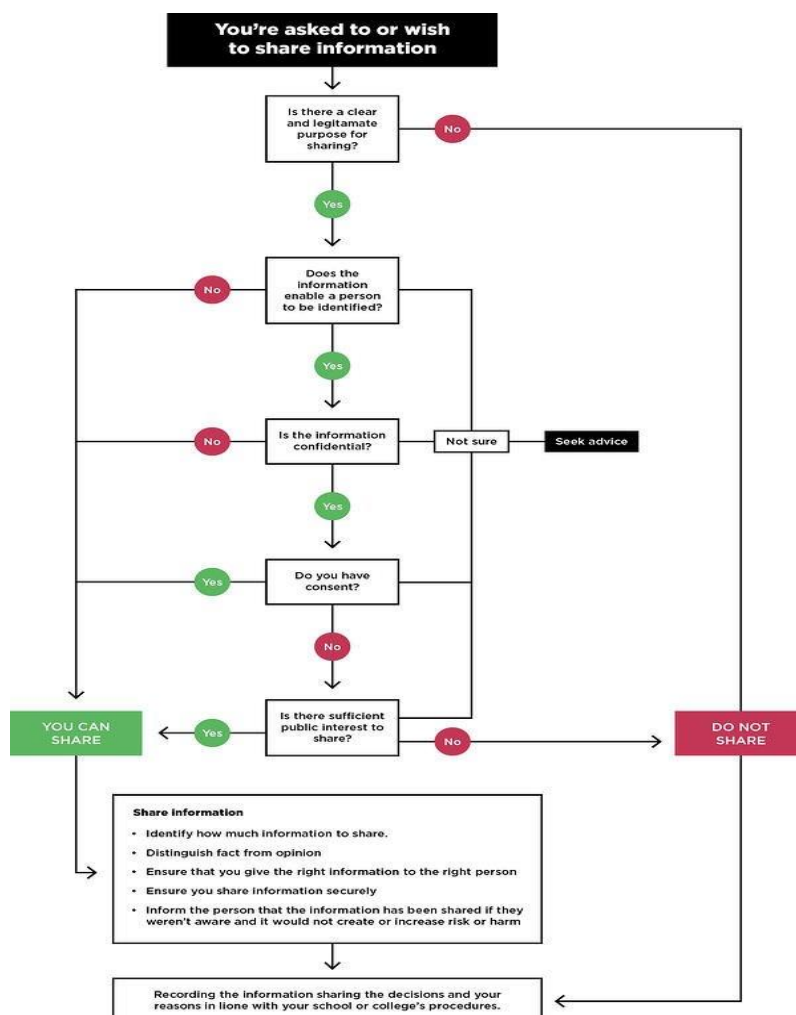 You're asked to or wish
to share information
Is there a clear
and legitamate
purpose for
sharing?
No
Yes
Does the
information
enable a person
to be identified?
No
Yes
Is the information
confidential?
No
Not sure
Seek advice
Yes
Do you have
consent?
Yes
No
Is there sufficient
public interest to
share?
Yes
No
YOU CAN
SHARE
DO NOT
SHARE
Share information
• Identify how much information to share.
• Distinguish fact from opinion
• Ensure that you give the right information to the right person
• Ensure you share information securely
• Inform the person that the information has been shared if they
weren't aware and it would not create or increase risk or harm
Recording the information sharing the decisions and your
reasons in lione with your school or college's procedures.